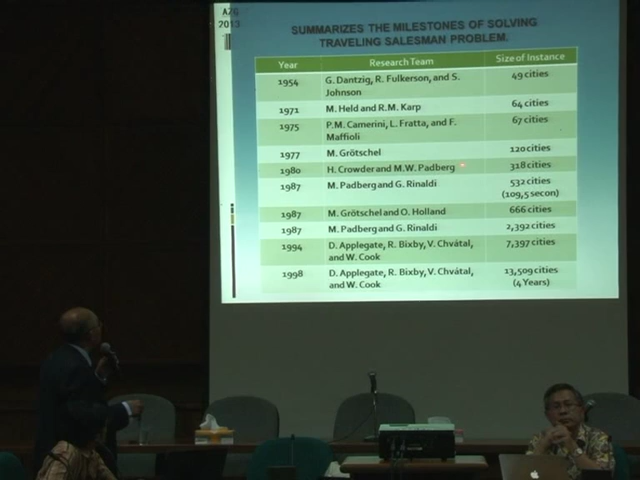 AZG
2013
SUMMARIZES THE MILESTONES OF SOLVING
TRAVELING SALESMAN PROBLEM.
Year Research Team Size of Instance
1954 G. Dantzig, R. Fulkerson, and S. Johnson 49 cities
1971 M. Held and R.M. Karp 64 cities
1975 P.M. Camerini, L. Fratta, and F. Maffioli 67 cities
1977 M. Grötschel 120 cities
1980 H. Crowder and M.W. Padberg 318 cities
1987 M. Padberg and G. Rinaldi 532 cities
(109,5 secon)
1987 M. Grötschel and O. Holland 666 cities
1987 M. Padberg and G. Rinaldi 2,392 cities
1994 D. Applegate, R. Bixby, V. Chvátal, and W. Cook 7,397 cities
1998 D. Applegate, R. Bixby, V. Chvátal, and W. Cook 13,509 cities
(4 Years)